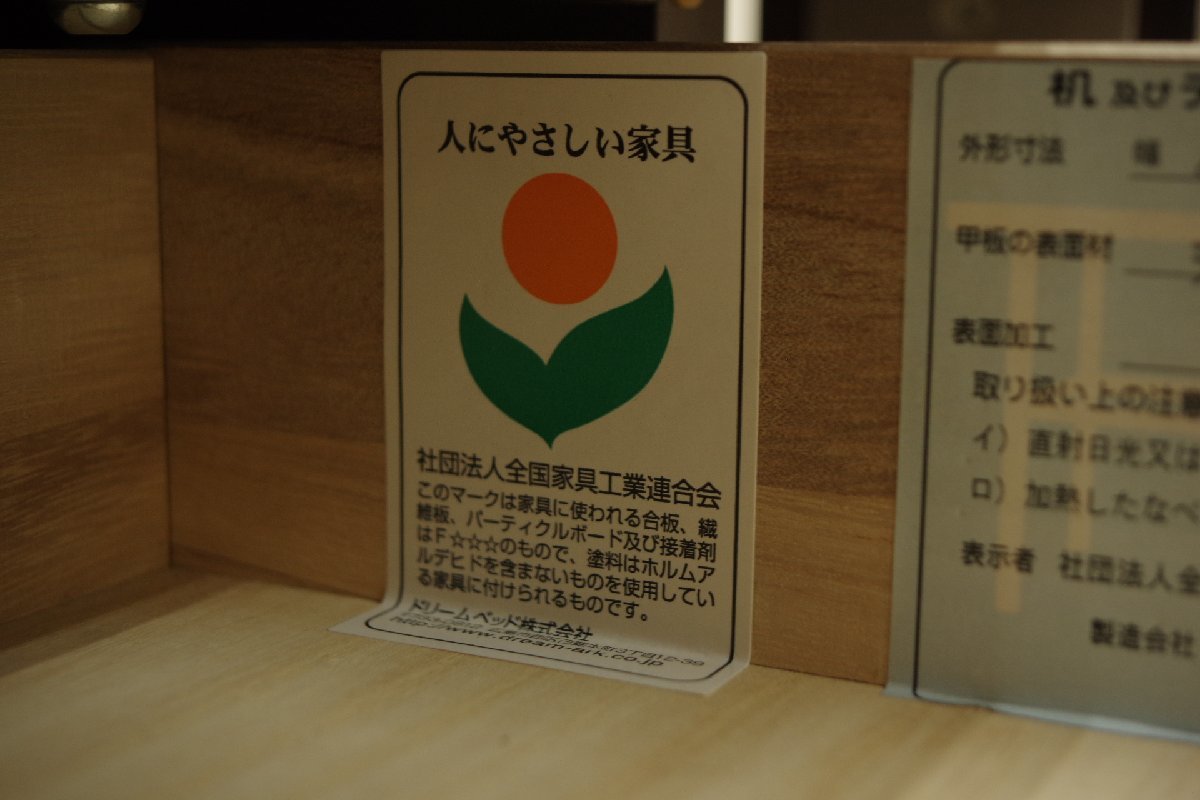 人にやさしい家具
社団法人全国家具工業連合会
このマークは家具に使われる合板、繊
維板、パーティクルボード及び接着剤
はF☆☆☆のもので、塗料はホルムア
ルデヒドを含まないものを使用してい
る家具に付けられるものです。
ドリームベッド株式会社
http://www.dream-ark.co.jp
机及び
外形寸法 幅
甲板の表面材
表面加工
取り扱い上の注
イ）直射日光又は
ロ）加熱したなべ
表示者 社団法人全
製造会社